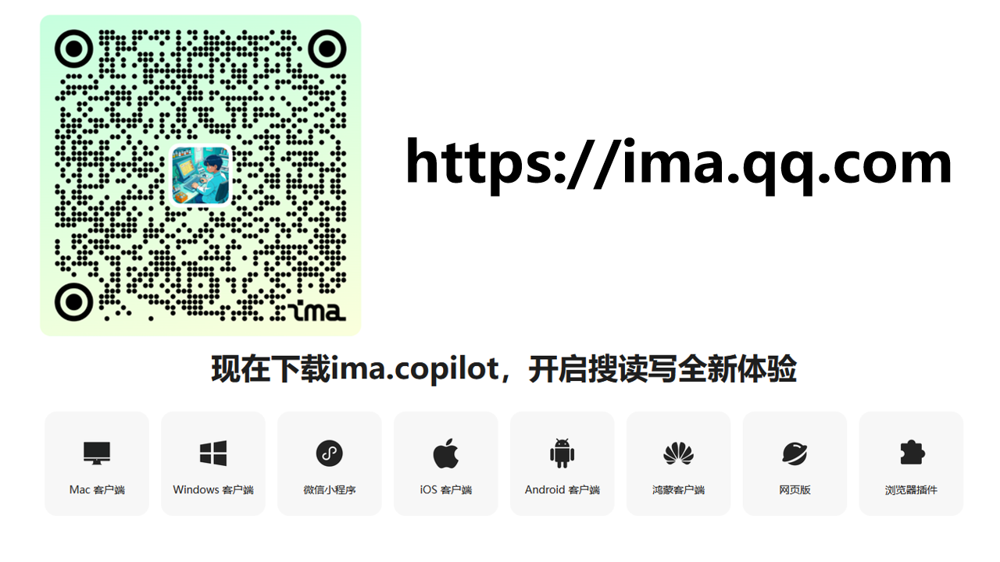 https://ima.qq.com
ima
现在下载ima.copilot，开启搜读写全新体验
Mac 客户端
Windows 客户端
微信小程序
iOS 客户端
Android 客户端
鸿蒙客户端
网页版
浏览器插件